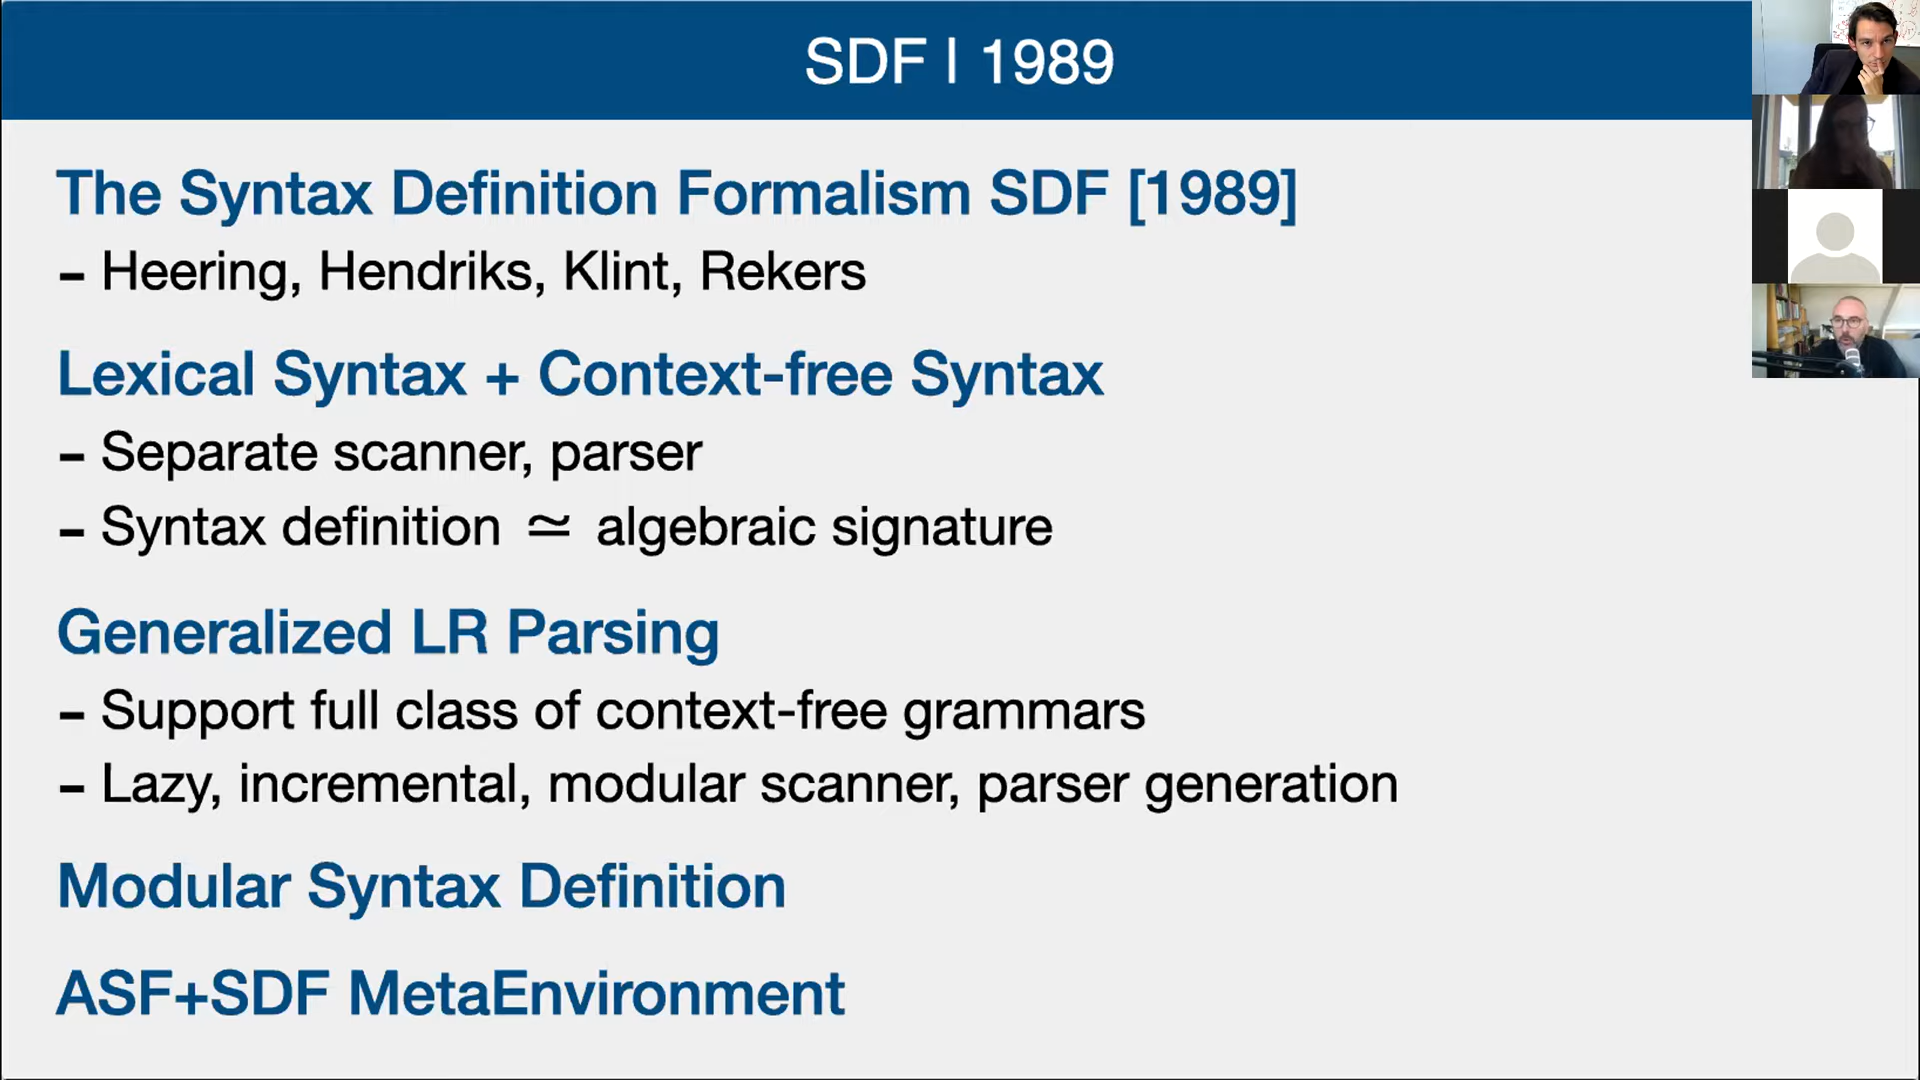 SDF | 1989
The Syntax Definition Formalism SDF [1989]
– Heering, Hendriks, Klint, Rekers
Lexical Syntax + Context-free Syntax
– Separate scanner, parser
– Syntax definition ≃ algebraic signature
Generalized LR Parsing
– Support full class of context-free grammars
– Lazy, incremental, modular scanner, parser generation
Modular Syntax Definition
ASF+SDF MetaEnvironment